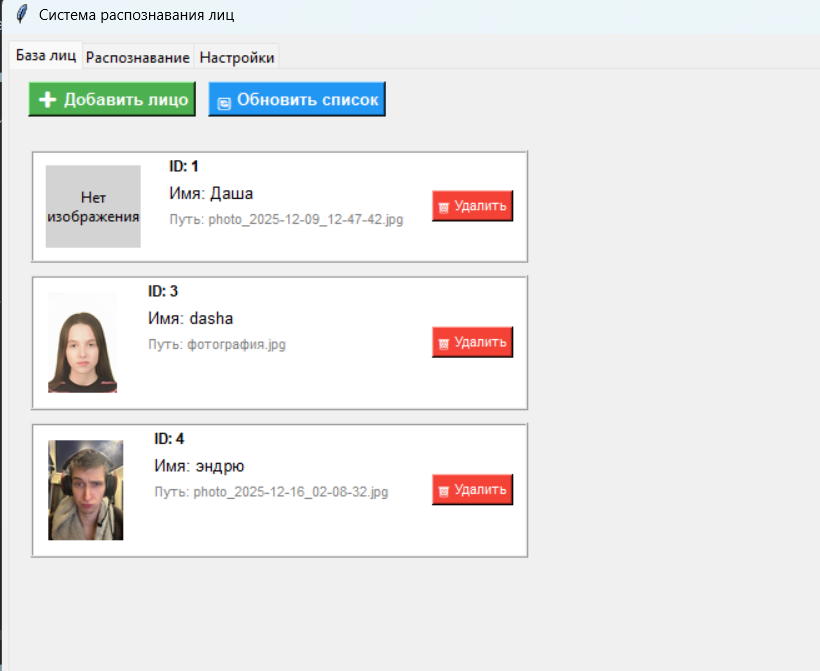 Система распознавания лиц
База лиц Распознавание Настройки
Добавить лицо Обновить список
Нет
изображения
ID: 1
Имя: Даша
Путь: photo_2025-12-09_12-47-42.jpg
Удалить
ID: 3
Имя: dasha
Путь: фотография.jpg
Удалить
ID: 4
Имя: эндрю
Путь: photo_2025-12-16_02-08-32.jpg
Удалить